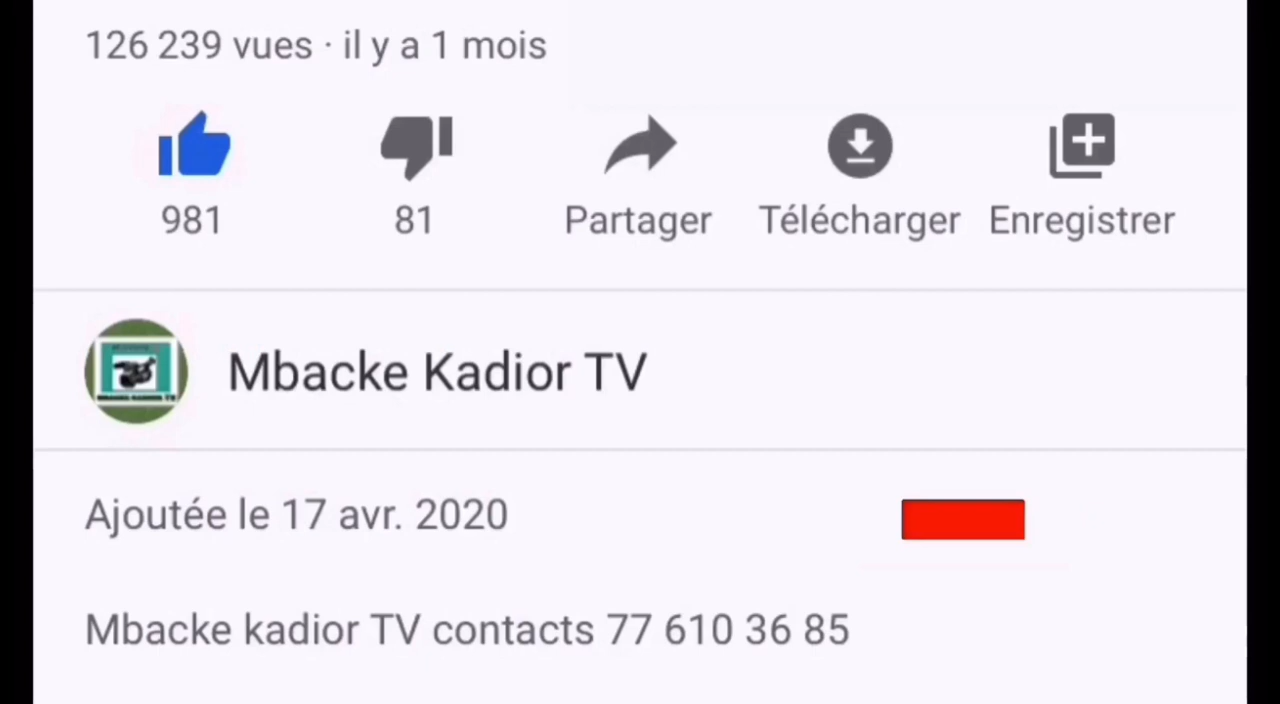 126 239 vues · il y a 1 mois
981 81 Partager Télécharger Enregistrer
Mbacke Kadior TV
Ajoutée le 17 avr. 2020
Mbacke kadior TV contacts 77 610 36 85